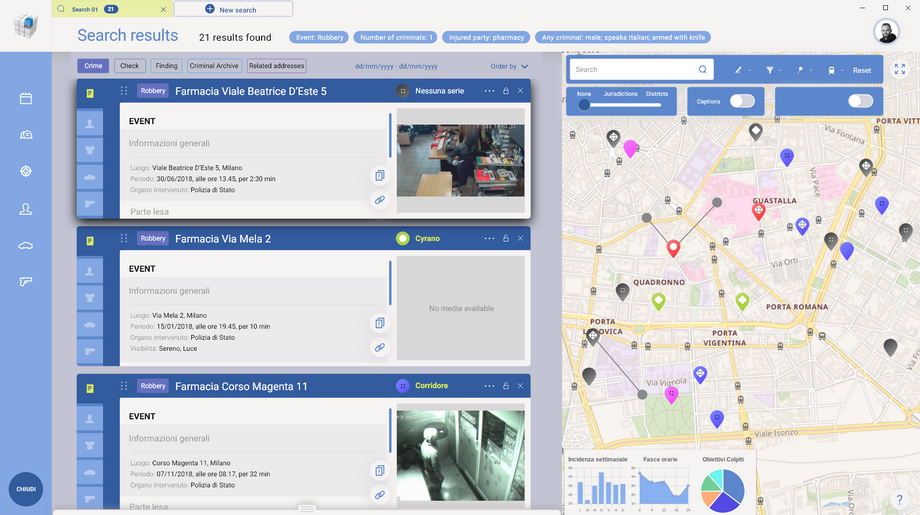 Search 01 21
New search
Search results
21 results found
Event: Robbery
Number of criminals: 1
Injured party: pharmacy
Any criminal: male; speaks Italian; armed with knife
Crime
Check
Finding
Criminal Archive
Related addresses
dd/mm/yyyy - dd/mm/yyyy
Order by
Robbery
Farmacia Viale Beatrice D'Este 5
Nessuna serie
EVENT
Informazioni generali
Luogo: Viale Beatrice D'Este 5, Milano
Periodo: 30/06/2018, alle ore 13.45, per 2:30 min
Organo intervenuto: Polizia di Stato
Parte lesa
Robbery
Farmacia Via Mela 2
Cyrano
EVENT
Informazioni generali
Luogo: Via Mela 2, Milano
Periodo: 15/01/2018, alle ore 19.45, per 10 min
Organo intervenuto: Polizia di Stato
Visibilità: Sereno, Luce
No media available
Robbery
Farmacia Corso Magenta 11
Corridore
EVENT
Informazioni generali
Luogo: Corso Magenta 11, Milano
Periodo: 07/11/2018, alle ore 08.17, per 32 min
Organo intervenuto: Polizia di Stato
Parte lesa
CHIUDI
Search
Reset
None
Jurisdictions
Districts
Captions
PORTA VITT
Via Fontana
Via Pace
GUASTALLA
Via Orti
QUADRONNO
PORTA ROMANA
PORTA
PORTA
VIGENTINA
Via Vignola
Viale Isonzo
Incidenza settimanale
Fasce orarie
Obiettivi Colpiti
?